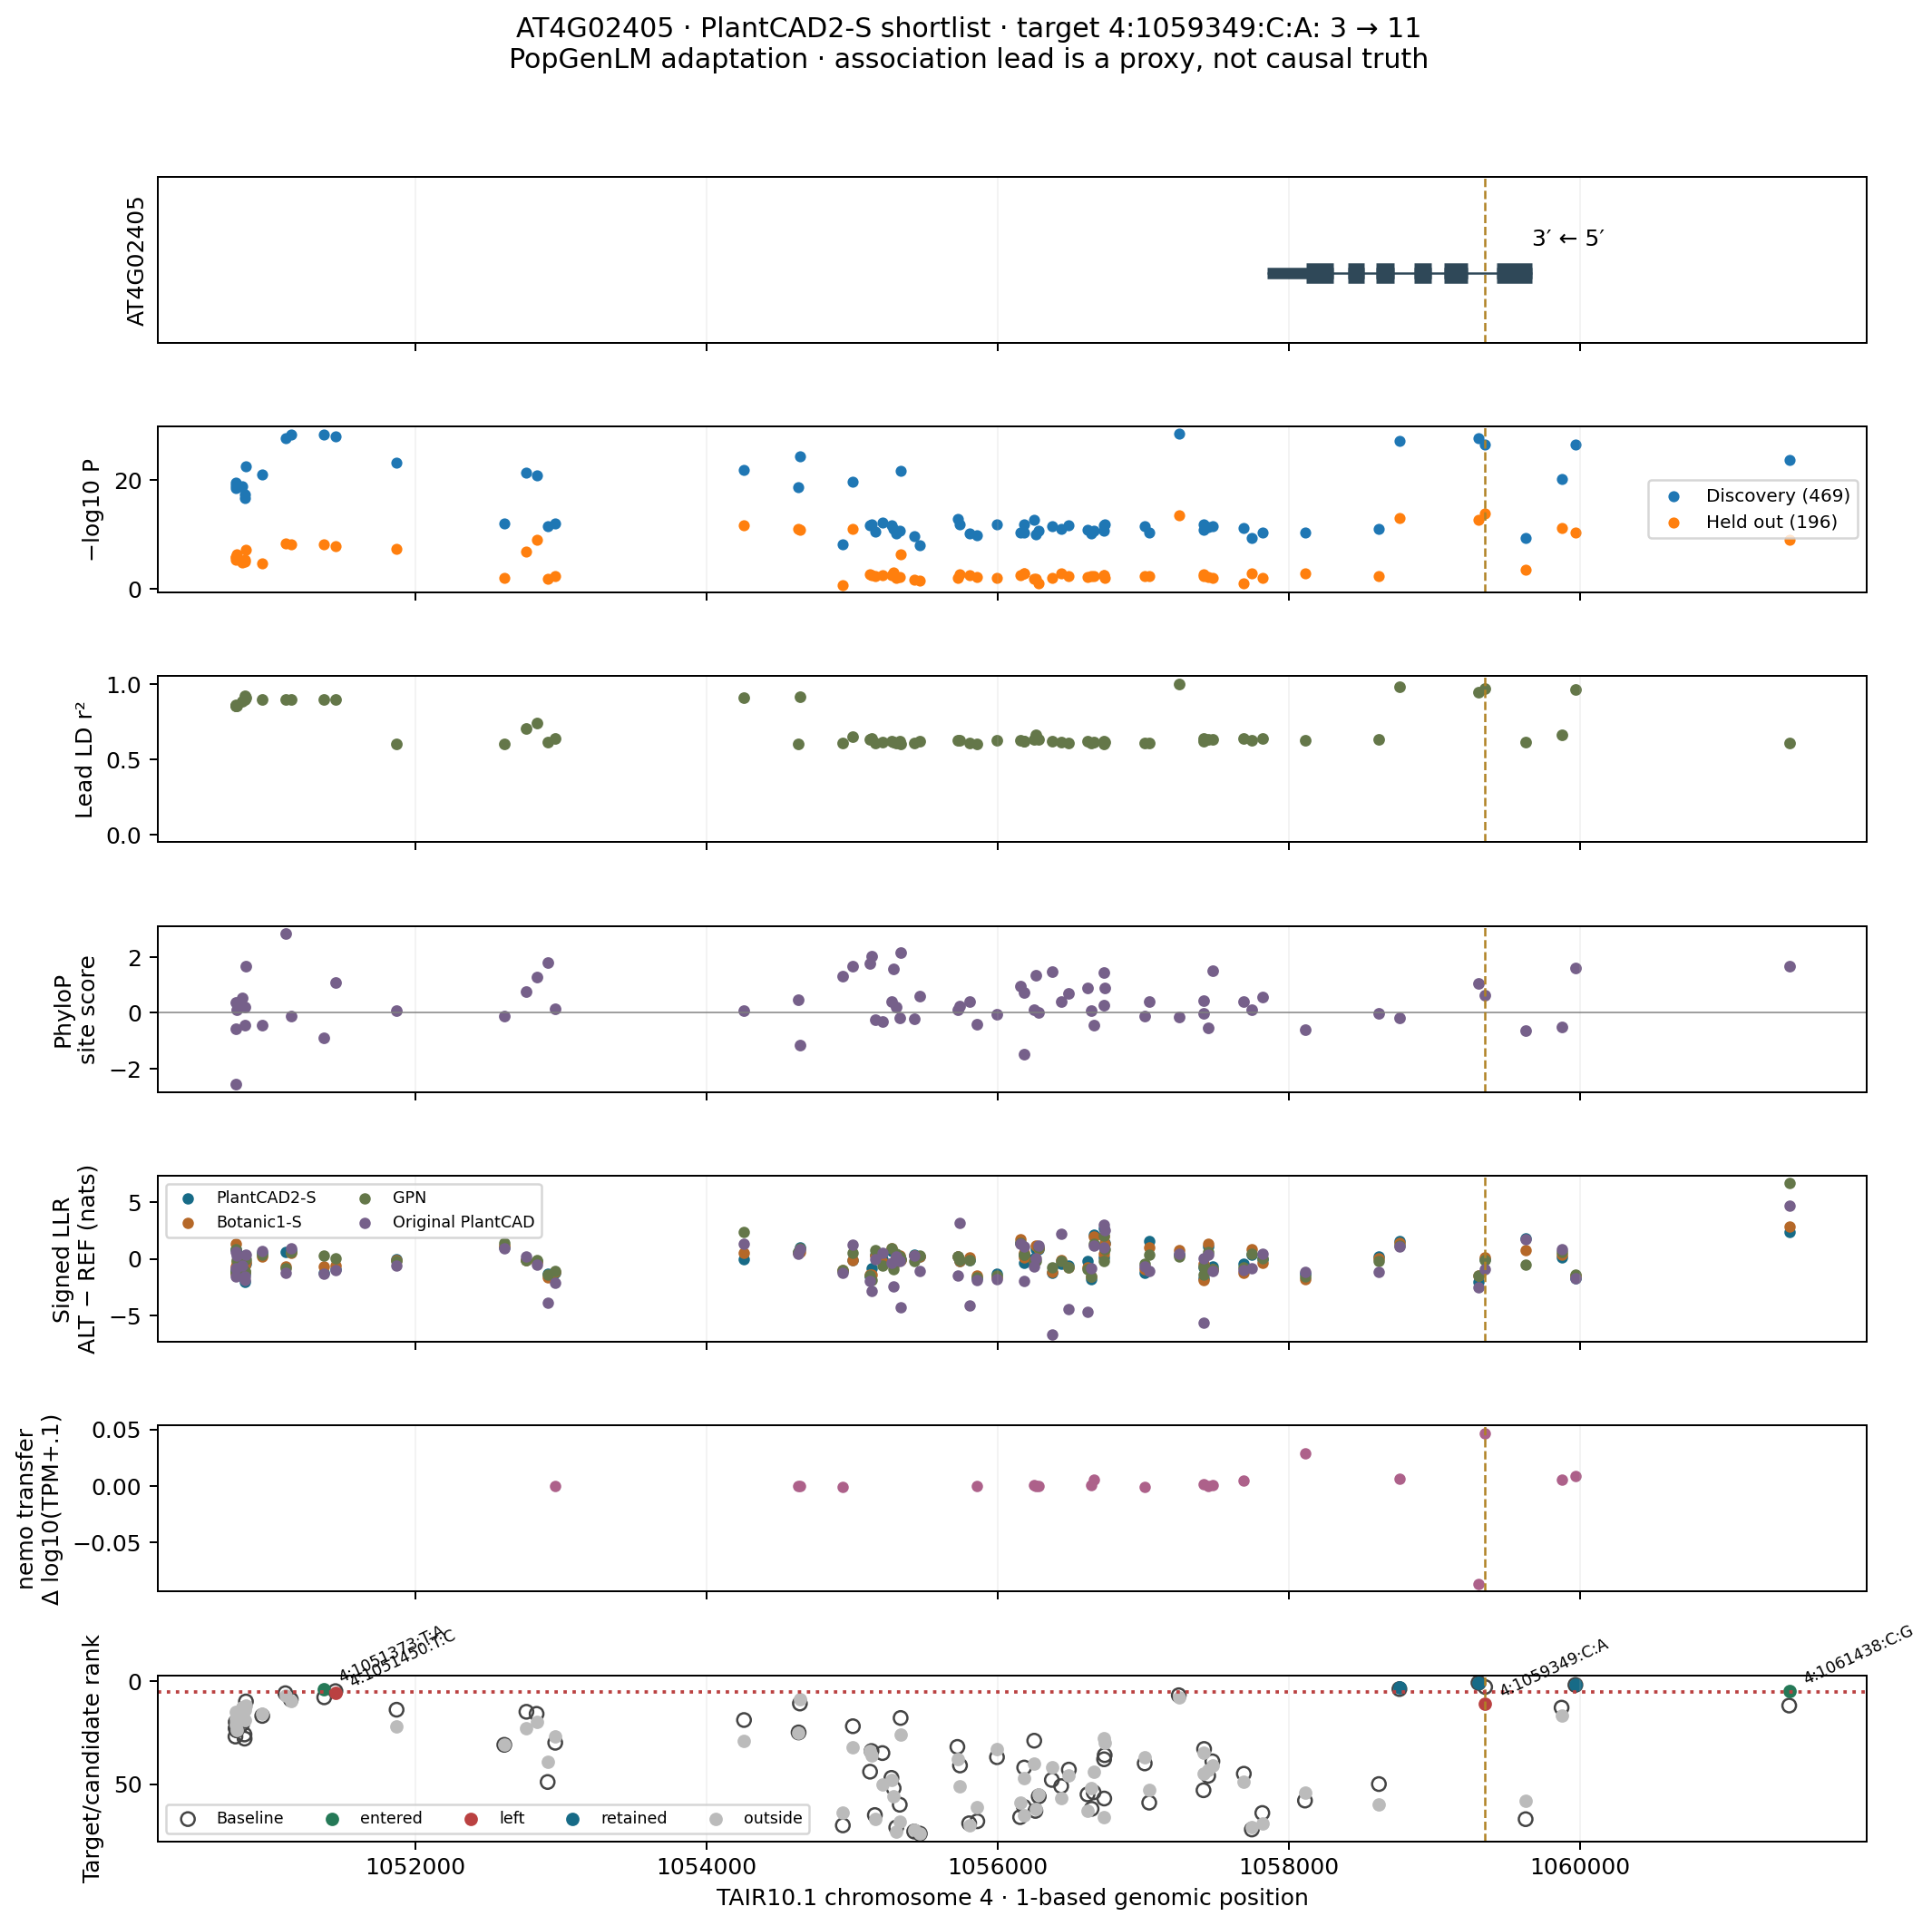 AT4G02405 · PlantCAD2-S shortlist · target 4:1059349:C:A: 3 → 11
PopGenLM adaptation · association lead is a proxy, not causal truth
AT4G02405
3′ ← 5′
−log10 P
20
0
Discovery (469)
Held out (196)
Lead LD r²
1.0
0.5
0.0
PhyloP
site score
2
0
−2
Signed LLR
ALT − REF (nats)
5
0
−5
PlantCAD2-S
Botanic1-S
GPN
Original PlantCAD
nemo transfer
Δ log10(TPM+.1)
0.05
0.00
−0.05
Target/candidate rank
0
50
4:1051373:T:A
4:1051450:T:C
4:1059349:C:A
4:1061438:C:G
Baseline
entered
left
retained
outside
1052000
1054000
1056000
1058000
1060000
TAIR10.1 chromosome 4 · 1-based genomic position